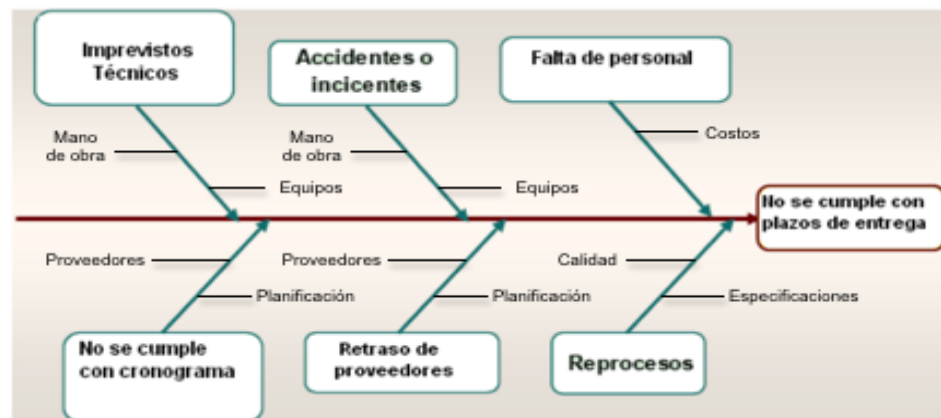 Imprevistos
Técnicos
Accidentes o
incicentes
Falta de personal
Mano
de obra
Mano
de obra
Costos
Equipos
Equipos
No se cumple con
plazos de entrega
Proveedores
Proveedores
Calidad
Planificación
Planificación
Especificaciones
No se cumple
con cronograma
Retraso de
proveedores
Reprocesos